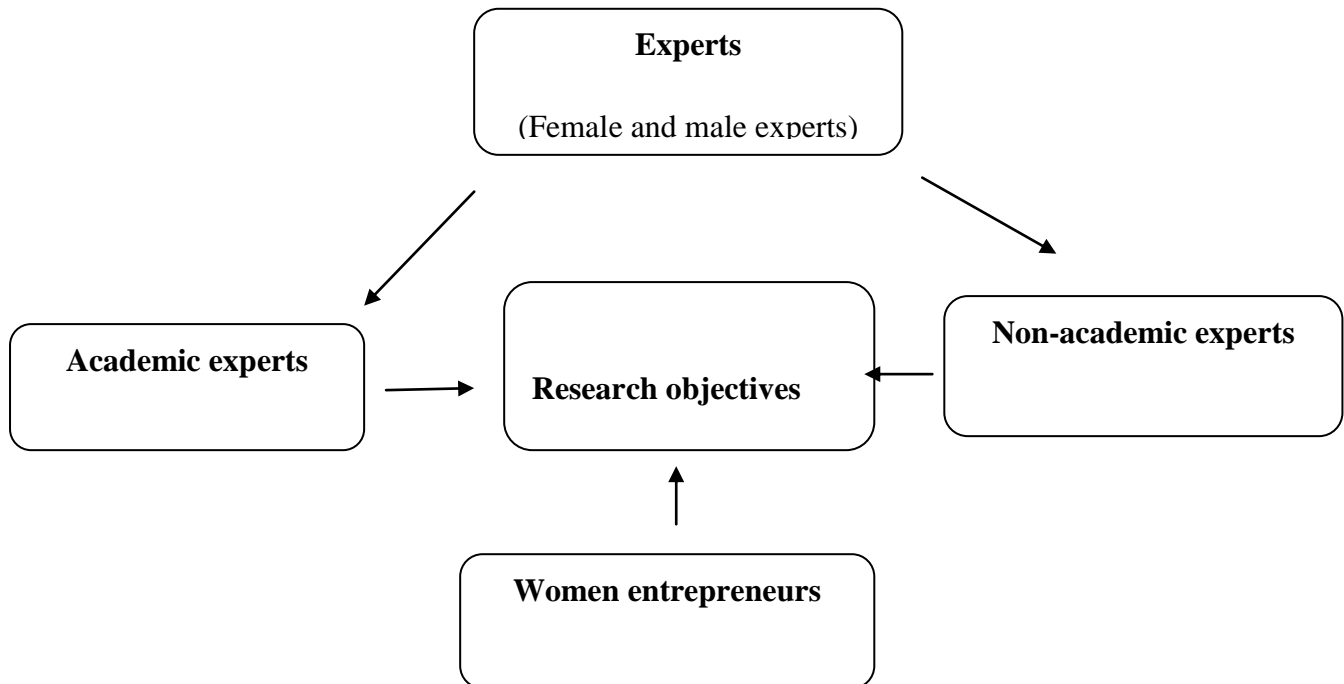 Experts
(Female and male experts)
Academic experts
Research objectives
Non-academic experts
Women entrepreneurs